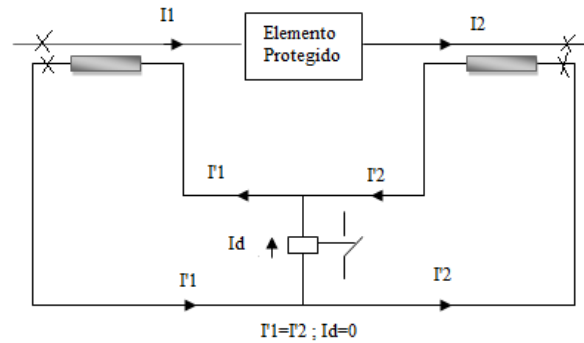 I1
Elemento
Protegido
I2
I'1
I'2
Id
I'1
I'2
I'1=I'2 ; Id=0